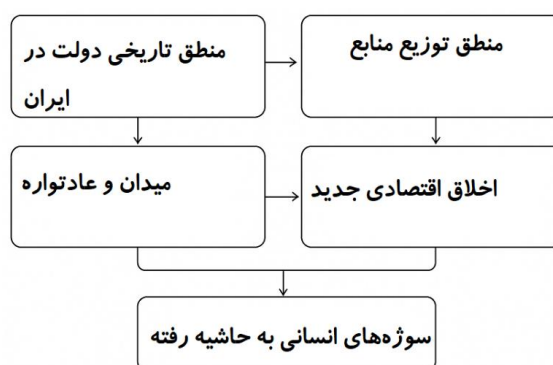 منطق تاریخی دولت در
ایران
منطق توزیع منابع
میدان و عادتواره
اخلاق اقتصادی جدید
سوژه‌های انسانی به حاشیه رفته